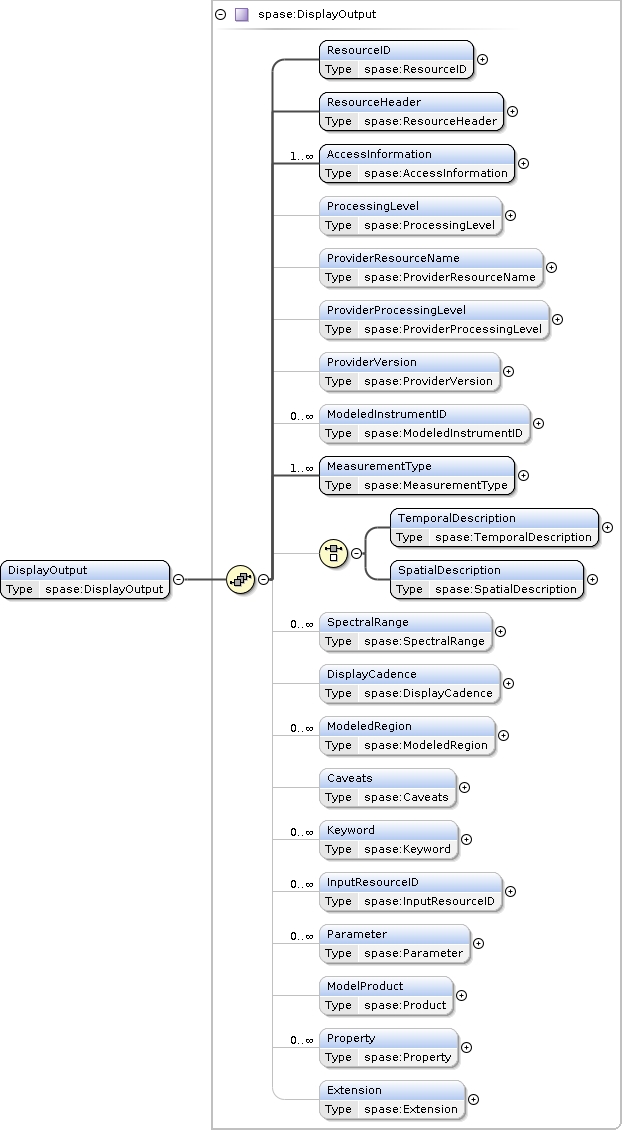 spase:DisplayOutput
ResourceID
Type spase:ResourceID
ResourceHeader
Type spase:ResourceHeader
1..∞
AccessInformation
Type spase:AccessInformation
ProcessingLevel
Type spase:ProcessingLevel
ProviderResourceName
Type spase:ProviderResourceName
ProviderProcessingLevel
Type spase:ProviderProcessingLevel
ProviderVersion
Type spase:ProviderVersion
0..∞
ModeledInstrumentID
Type spase:ModeledInstrumentID
1..∞
MeasurementType
Type spase:MeasurementType
TemporalDescription
Type spase:TemporalDescription
DisplayOutput
Type spase:DisplayOutput
SpatialDescription
Type spase:SpatialDescription
0..∞
SpectralRange
Type spase:SpectralRange
DisplayCadence
Type spase:DisplayCadence
0..∞
ModeledRegion
Type spase:ModeledRegion
Caveats
Type spase:Caveats
0..∞
Keyword
Type spase:Keyword
0..∞
InputResourceID
Type spase:InputResourceID
0..∞
Parameter
Type spase:Parameter
ModelProduct
Type spase:Product
0..∞
Property
Type spase:Property
Extension
Type spase:Extension